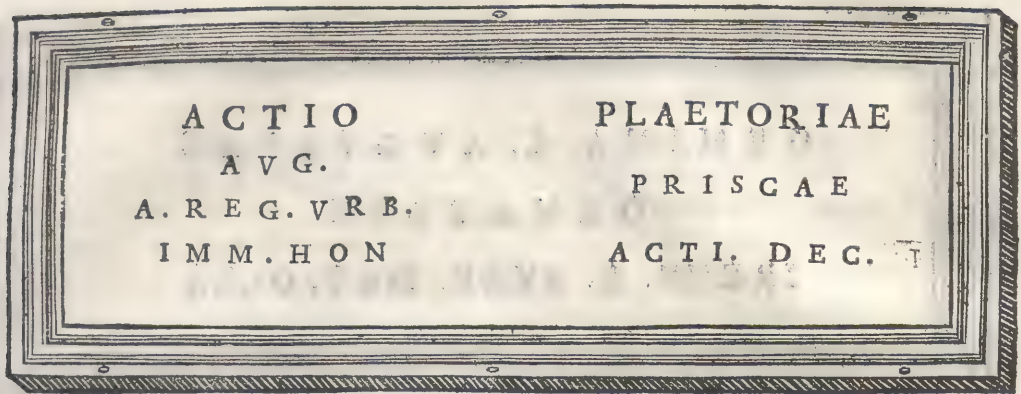 ACTIO
AVG.
A. REG. VRB.
IMM. HON
PLAETORIAE
PRISCAE
ACTI. DEC.